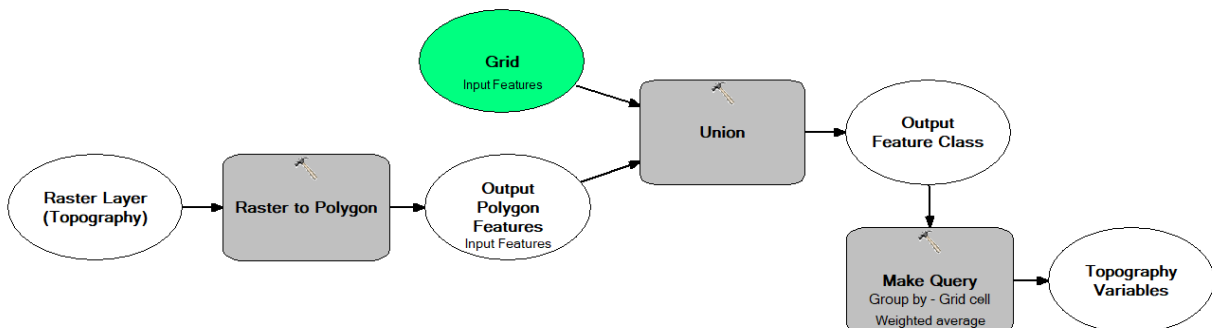 Grid
Input Features
Union
Output
Feature Class
Raster Layer
(Topography)
Raster to Polygon
Output
Polygon
Features
Input Features
Make Query
Group by - Grid cell
Weighted average
Topography
Variables